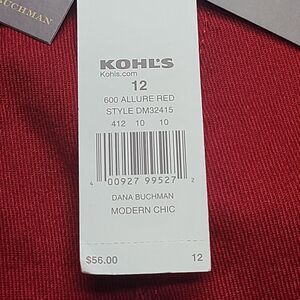 BUCHMAN
KOHL'S
Kohls.com
12
600 ALLURE RED
STYLE DM32415
412 10 10
4 00927 99527 2
DANA BUCHMAN
MODERN CHIC
$56.00 12